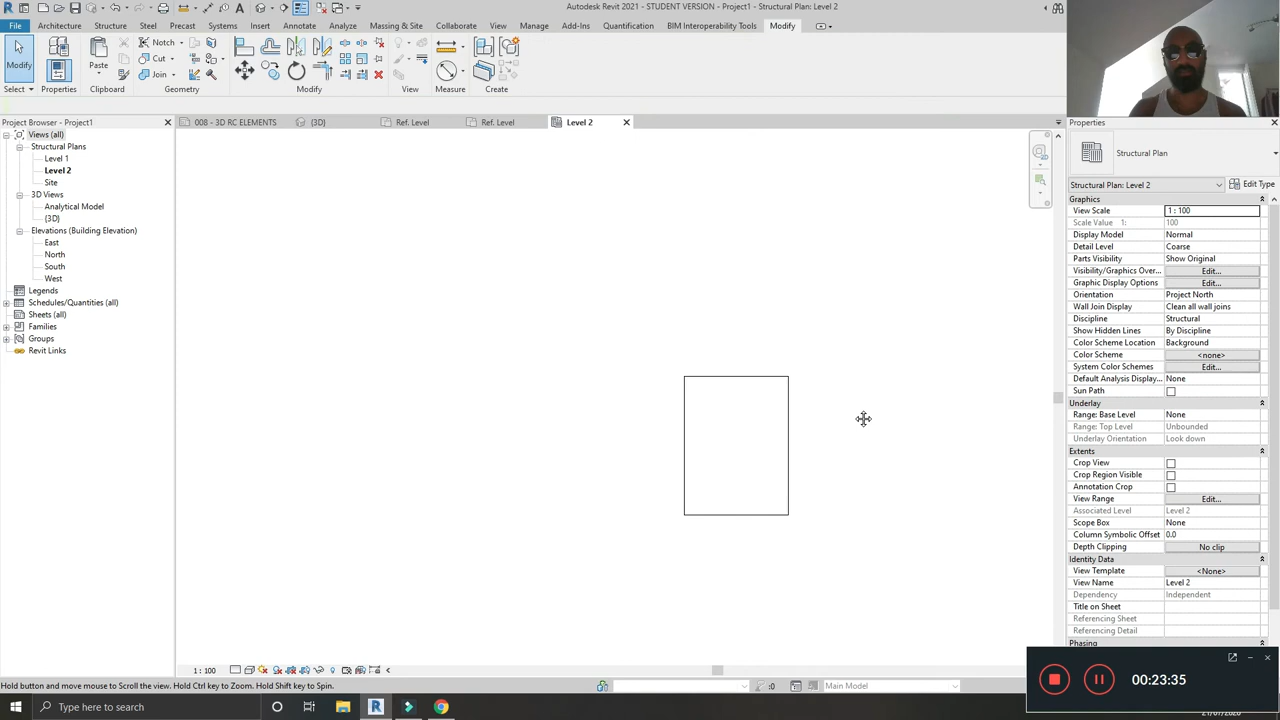 Autodesk Revit 2021 - STUDENT VERSION - Project1 - Structural Plan: Level 2
File Architecture Structure Steel Precast Systems Insert Annotate Analyze Massing & Site Collaborate View Manage Add-Ins Quantification BIM Interoperability Tools Modify
Modify Paste Notch Cut Join
Select Properties Clipboard Geometry Modify View Measure Create
Project Browser - Project1
008 - 3D RC ELEMENTS {3D} Ref. Level Ref. Level Level 2
Views (all)
Structural Plans
Level 1
Level 2
Site
3D Views
Analytical Model
{3D}
Elevations (Building Elevation)
East
North
South
West
Legends
Schedules/Quantities (all)
Sheets (all)
Families
Groups
Revit Links
Properties
Structural Plan
Structural Plan: Level 2 Edit Type
Graphics
View Scale 1 : 100
Scale Value 1: 100
Display Model Normal
Detail Level Coarse
Parts Visibility Show Original
Visibility/Graphics Over... Edit...
Graphic Display Options Edit...
Orientation Project North
Wall Join Display Clean all wall joins
Discipline Structural
Show Hidden Lines By Discipline
Color Scheme Location Background
Color Scheme <none>
System Color Schemes Edit...
Default Analysis Display... None
Sun Path
Underlay
Range: Base Level None
Range: Top Level Unbounded
Underlay Orientation Look down
Extents
Crop View
Crop Region Visible
Annotation Crop
View Range Edit...
Associated Level Level 2
Scope Box None
Column Symbolic Offset 0.0
Depth Clipping No clip
Identity Data
View Template <None>
View Name Level 2
Dependency Independent
Title on Sheet
Referencing Sheet
Referencing Detail
Phasing
1 : 100
Hold button and move mouse to Scroll the view. Hold Ctrl key to Zoom. Hold Shift key to Spin.
:0 Main Model
00:23:35
Type here to search